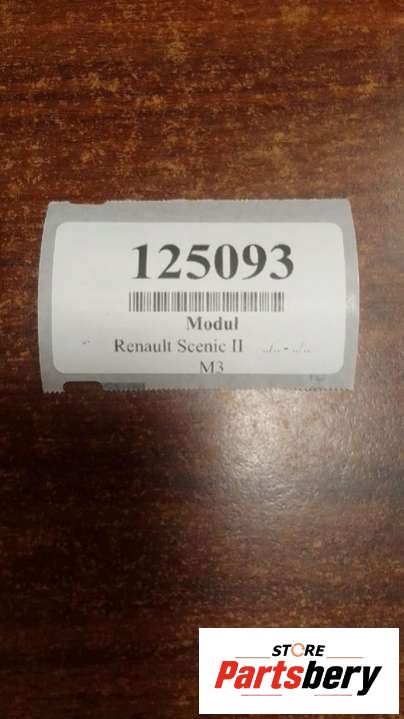 125093
Modul
Renault Scenic II ../.. - ../..
M3
STORE
Partsbery